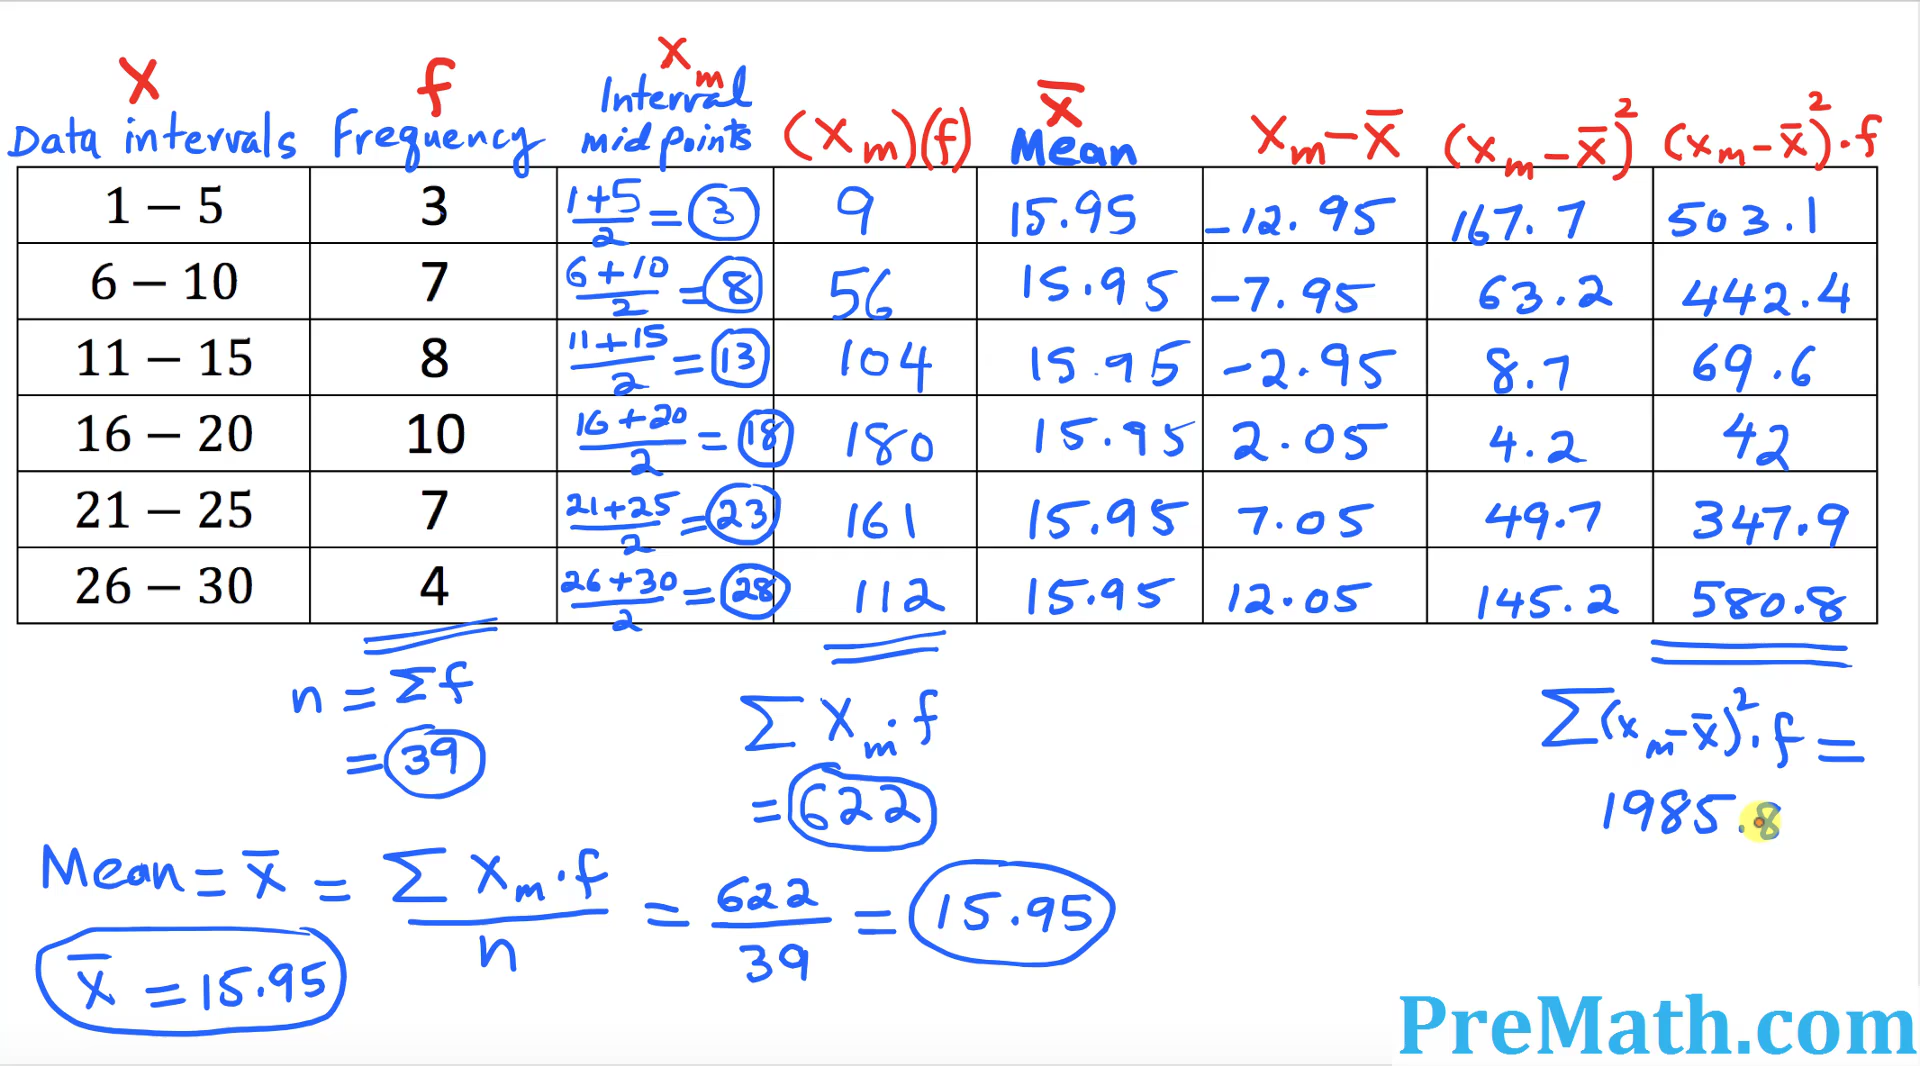 X f Xm X̄ Xm − X̄ (xm − x̄)² (xm − x̄)² · f
Data intervals Frequency Interval midpoints (Xm)(f) Mean
1 − 5 3 (1+5)/2 = 3 9 15.95 −12.95 167.7 503.1
6 − 10 7 (6+10)/2 = 8 56 15.95 −7.95 63.2 442.4
11 − 15 8 (11+15)/2 = 13 104 15.95 −2.95 8.7 69.6
16 − 20 10 (16+20)/2 = 18 180 15.95 2.05 4.2 42
21 − 25 7 (21+25)/2 = 23 161 15.95 7.05 49.7 347.9
26 − 30 4 (26+30)/2 = 28 112 15.95 12.05 145.2 580.8
n = Σf
= 39
Σ Xm · f
= 622
Σ(xm − x̄)² · f =
1985.8
Mean = x̄ = Σ Xm · f / n = 622/39 = 15.95
x̄ = 15.95
PreMath.com